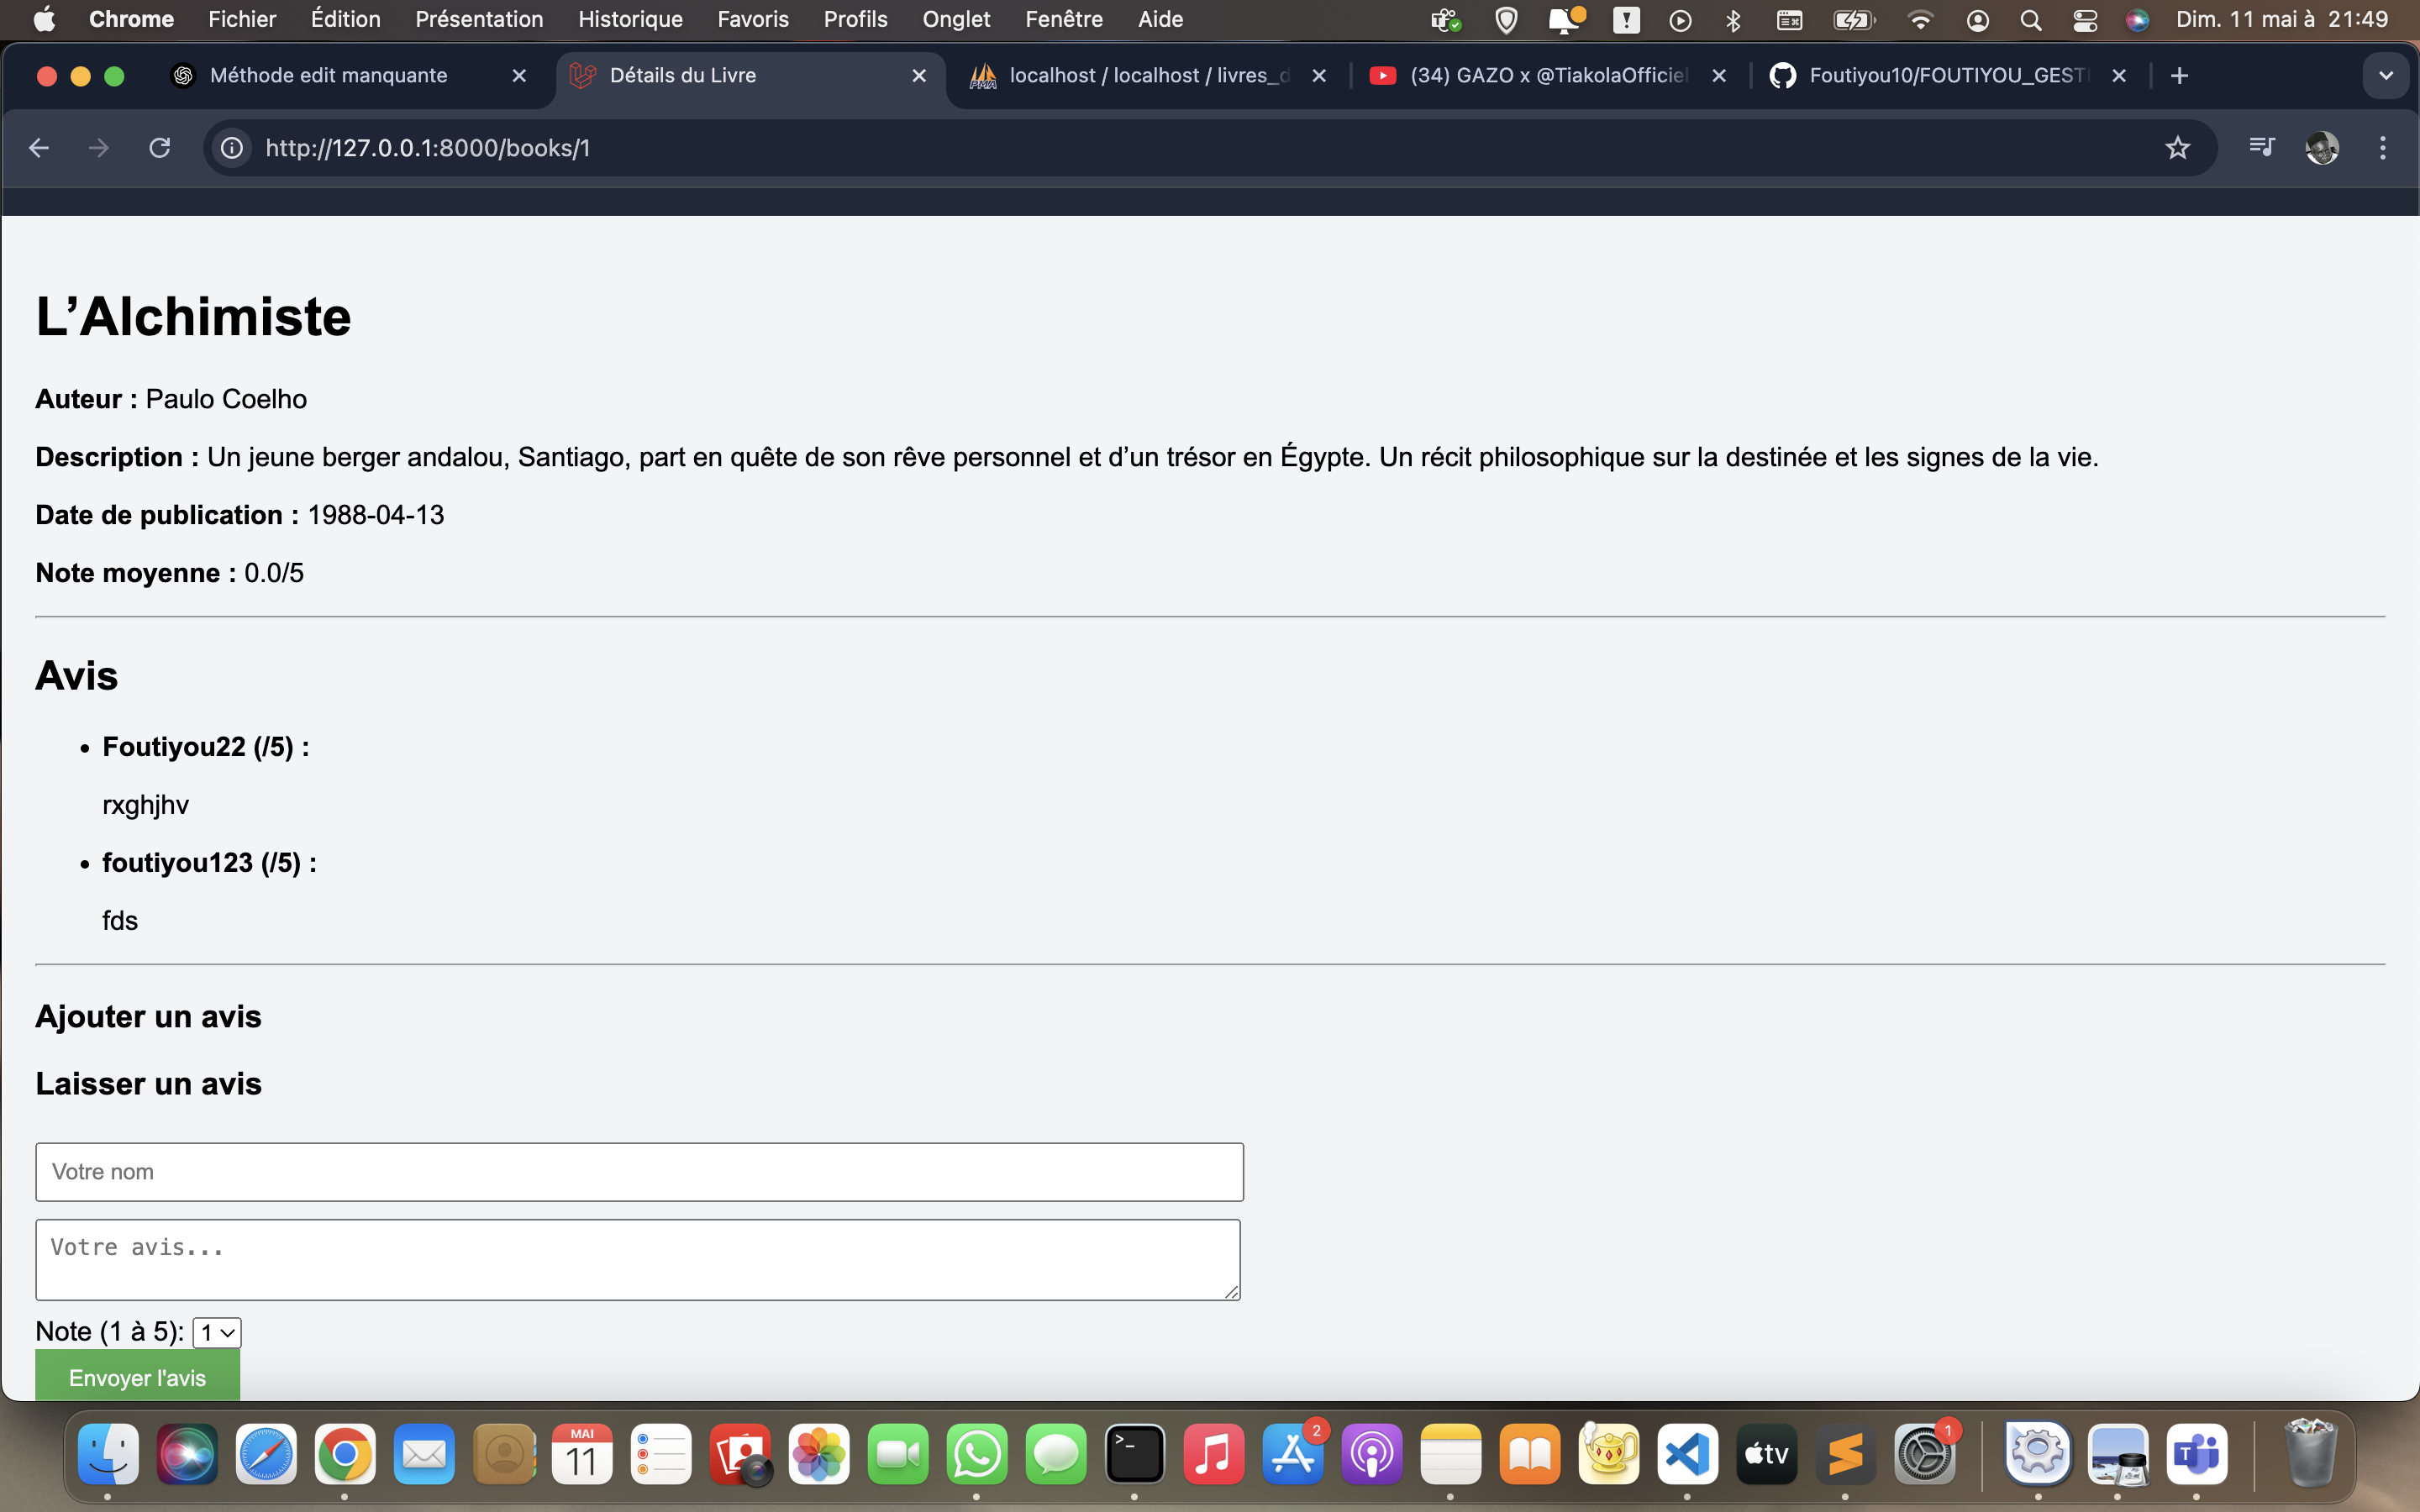 Chrome Fichier Édition Présentation Historique Favoris Profils Onglet Fenêtre Aide Dim. 11 mai à 21:49
Méthode edit manquante
Détails du Livre
localhost / localhost / livres_d
(34) GAZO x @TiakolaOfficiel
Foutiyou10/FOUTIYOU_GEST
http://127.0.0.1:8000/books/1
L’Alchimiste
Auteur : Paulo Coelho
Description : Un jeune berger andalou, Santiago, part en quête de son rêve personnel et d’un trésor en Égypte. Un récit philosophique sur la destinée et les signes de la vie.
Date de publication : 1988-04-13
Note moyenne : 0.0/5
Avis
• Foutiyou22 (/5) :
rxghjhv
• foutiyou123 (/5) :
fds
Ajouter un avis
Laisser un avis
Votre nom
Votre avis...
Note (1 à 5): 1
Envoyer l'avis
MAI
11
2
tv
1